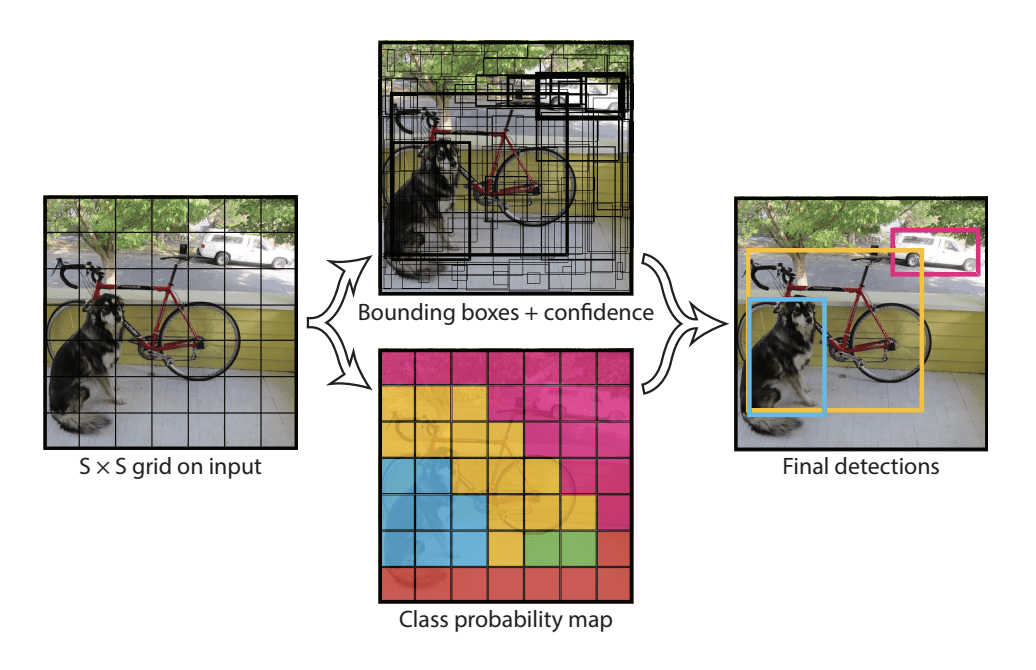 Bounding boxes + confidence
S × S grid on input
Final detections
Class probability map